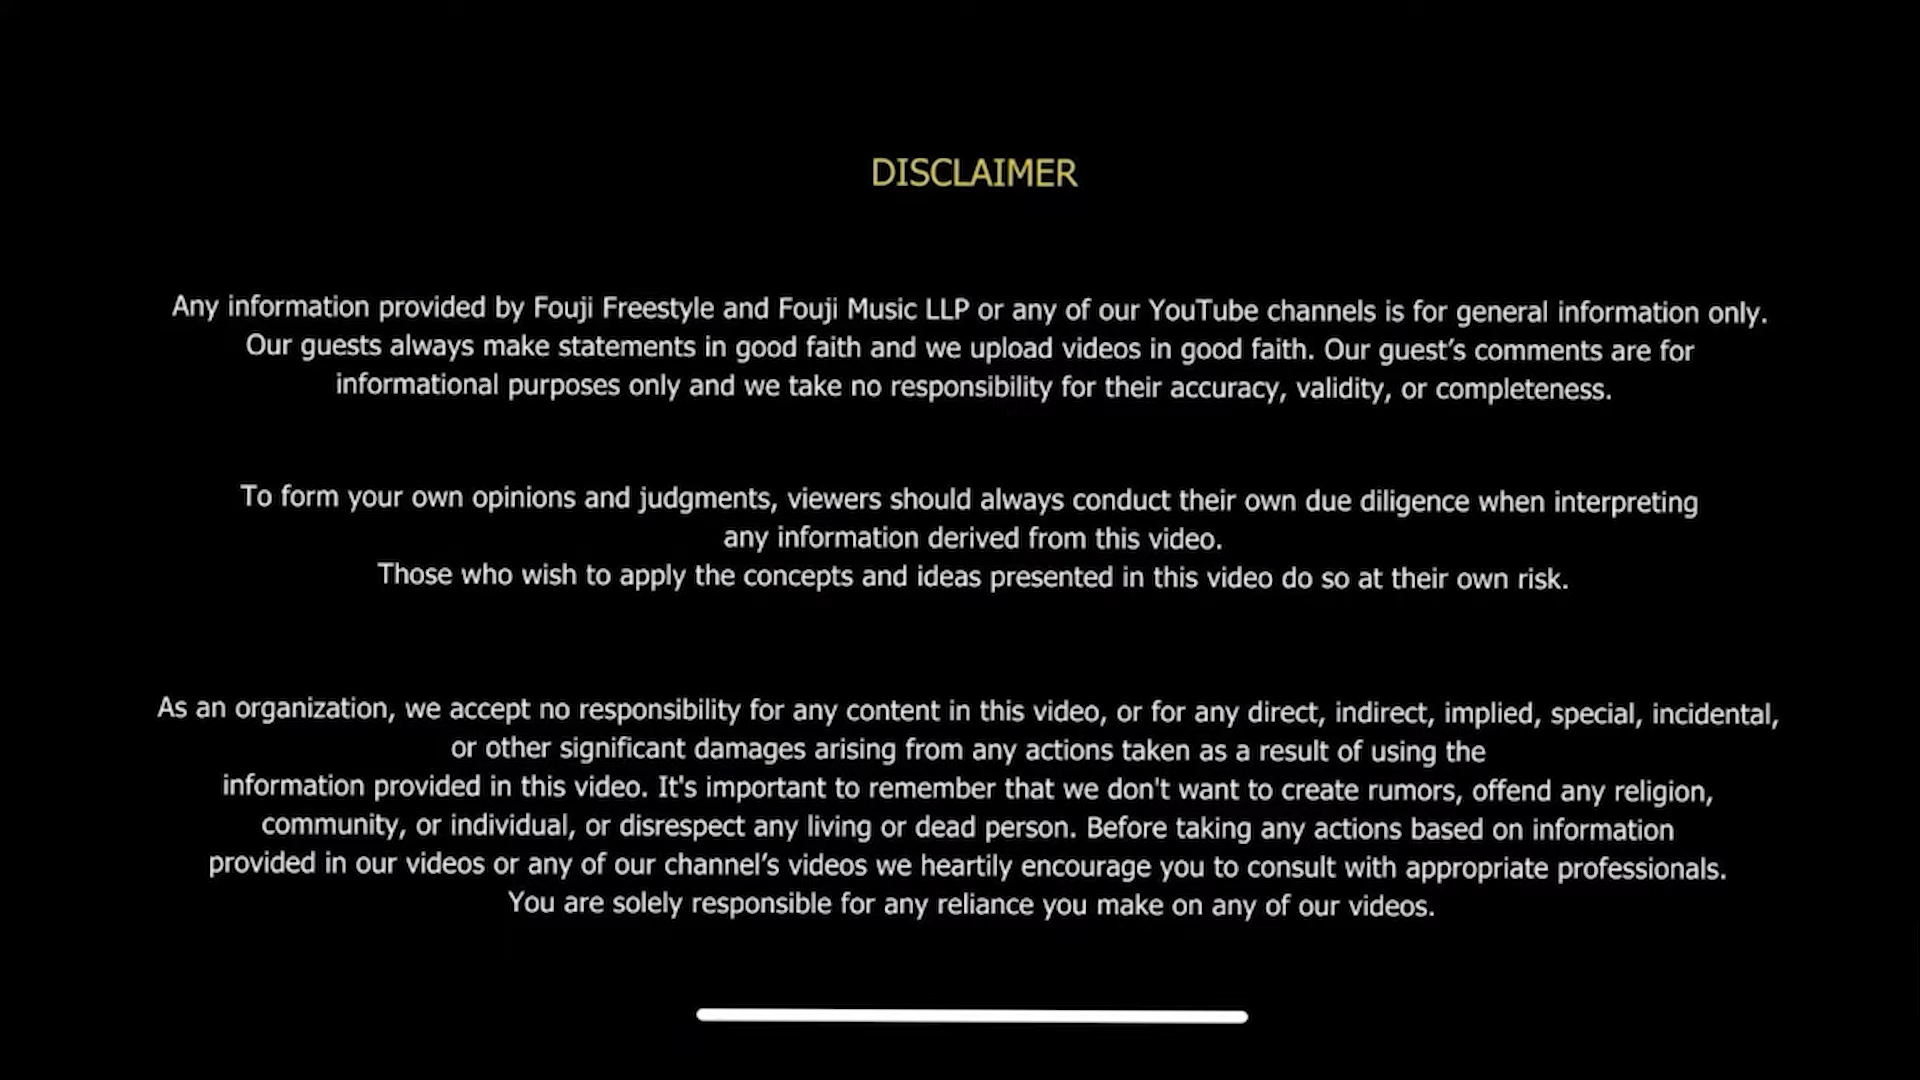 DISCLAIMER
Any information provided by Fouji Freestyle and Fouji Music LLP or any of our YouTube channels is for general information only.
Our guests always make statements in good faith and we upload videos in good faith. Our guest’s comments are for
informational purposes only and we take no responsibility for their accuracy, validity, or completeness.
To form your own opinions and judgments, viewers should always conduct their own due diligence when interpreting
any information derived from this video.
Those who wish to apply the concepts and ideas presented in this video do so at their own risk.
As an organization, we accept no responsibility for any content in this video, or for any direct, indirect, implied, special, incidental,
or other significant damages arising from any actions taken as a result of using the
information provided in this video. It's important to remember that we don't want to create rumors, offend any religion,
community, or individual, or disrespect any living or dead person. Before taking any actions based on information
provided in our videos or any of our channel’s videos we heartily encourage you to consult with appropriate professionals.
You are solely responsible for any reliance you make on any of our videos.